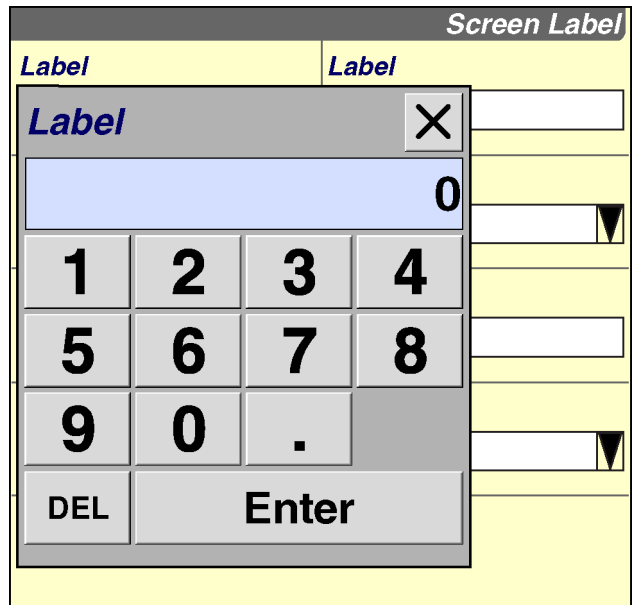 Screen Label
Label Label
Label X
0
1 2 3 4
5 6 7 8
9 0 .
DEL Enter